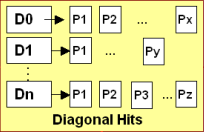 D0 P1 P2 ... Px
D1 P1 ... Py
Dn P1 P2 P3 ... Pz
Diagonal Hits